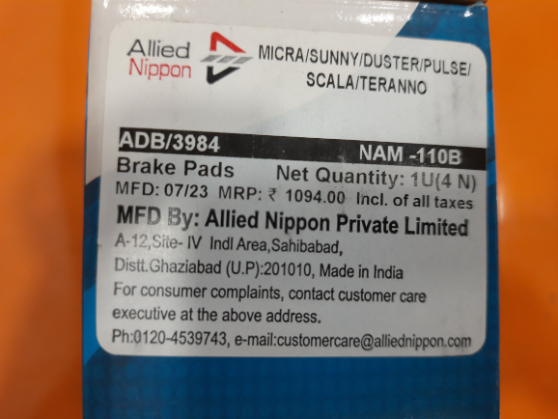 Allied
Nippon
MICRA/SUNNY/DUSTER/PULSE/
SCALA/TERANNO
ADB/3984 NAM -110B
Brake Pads Net Quantity: 1U(4 N)
MFD: 07/23 MRP: ₹ 1094.00 Incl. of all taxes
MFD By: Allied Nippon Private Limited
A-12,Site- IV Indl Area,Sahibabad,
Distt.Ghaziabad (U.P):201010, Made in India
For consumer complaints, contact customer care
executive at the above address.
Ph:0120-4539743, e-mail:customercare@alliednippon.com